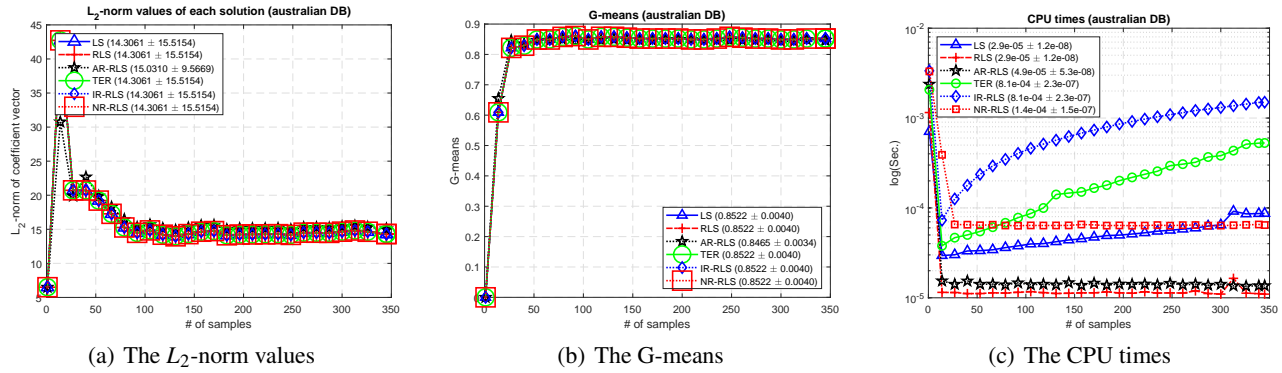 L₂-norm values of each solution (australian DB)
45
40
35
30
25
20
15
10
5
0
50
100
150
200
250
300
350
L₂-norm of coefficient vector
# of samples
LS (14.3061 ± 15.5154)
RLS (14.3061 ± 15.5154)
AR-RLS (15.0310 ± 9.5669)
TER (14.3061 ± 15.5154)
IR-RLS (14.3061 ± 15.5154)
NR-RLS (14.3061 ± 15.5154)
(a) The L₂-norm values
G-means (australian DB)
0.9
0.8
0.7
0.6
0.5
0.4
0.3
0.2
0.1
0
0
50
100
150
200
250
300
350
G-means
# of samples
LS (0.8522 ± 0.0040)
RLS (0.8522 ± 0.0040)
AR-RLS (0.8465 ± 0.0034)
TER (0.8522 ± 0.0040)
IR-RLS (0.8522 ± 0.0040)
NR-RLS (0.8522 ± 0.0040)
(b) The G-means
CPU times (australian DB)
10⁻²
10⁻³
10⁻⁴
10⁻⁵
0
50
100
150
200
250
300
350
log(Sec.)
# of samples
LS (2.9e-05 ± 1.2e-08)
RLS (2.9e-05 ± 1.2e-08)
AR-RLS (4.9e-05 ± 5.3e-08)
TER (8.1e-04 ± 2.3e-07)
IR-RLS (8.1e-04 ± 2.3e-07)
NR-RLS (1.4e-04 ± 1.5e-07)
(c) The CPU times